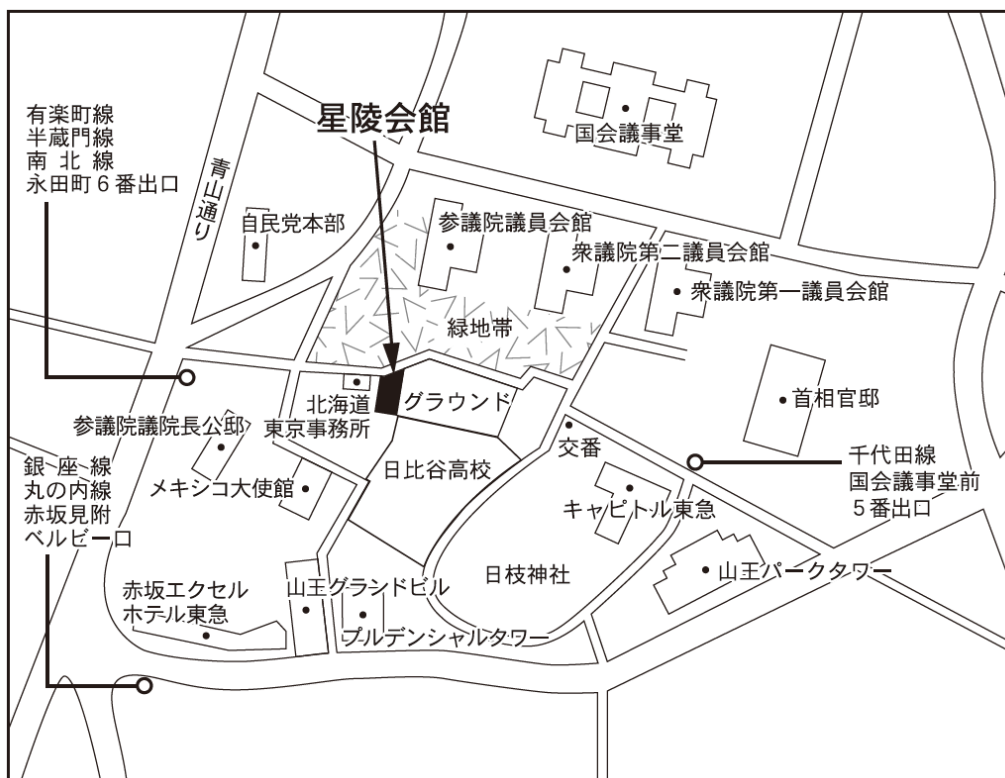 有楽町線
半蔵門線
南北線
永田町6番出口
青山通り
星陵会館
国会議事堂
自民党本部
参議院議員会館
衆議院第二議員会館
衆議院第一議員会館
緑地帯
首相官邸
北海道
東京事務所
グラウンド
参議院議院長公邸
交番
日比谷高校
メキシコ大使館
銀座線
丸の内線
赤坂見附
ベルビー口
千代田線
国会議事堂前
5番出口
キャピトル東急
日枝神社
山王パークタワー
赤坂エクセル
ホテル東急
山王グランドビル
プルデンシャルタワー